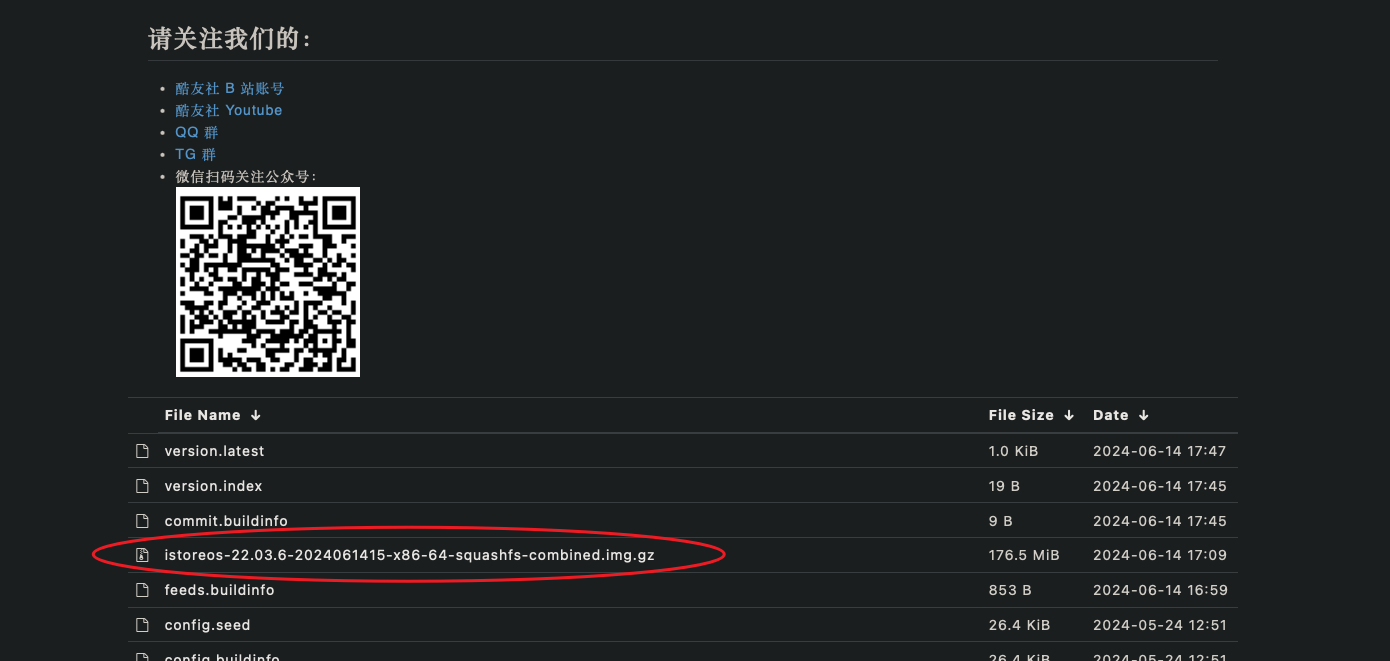 请关注我们的：
酷友社 B 站账号
酷友社 Youtube
QQ 群
TG 群
微信扫码关注公众号：
File Name ↓ File Size ↓ Date ↓
version.latest 1.0 KiB 2024-06-14 17:47
version.index 19 B 2024-06-14 17:45
commit.buildinfo 9 B 2024-06-14 17:45
istoreos-22.03.6-2024061415-x86-64-squashfs-combined.img.gz 176.5 MiB 2024-06-14 17:09
feeds.buildinfo 853 B 2024-06-14 16:59
config.seed 26.4 KiB 2024-05-24 12:51
config.buildinfo 26.4 KiB 2024-05-24 12:51